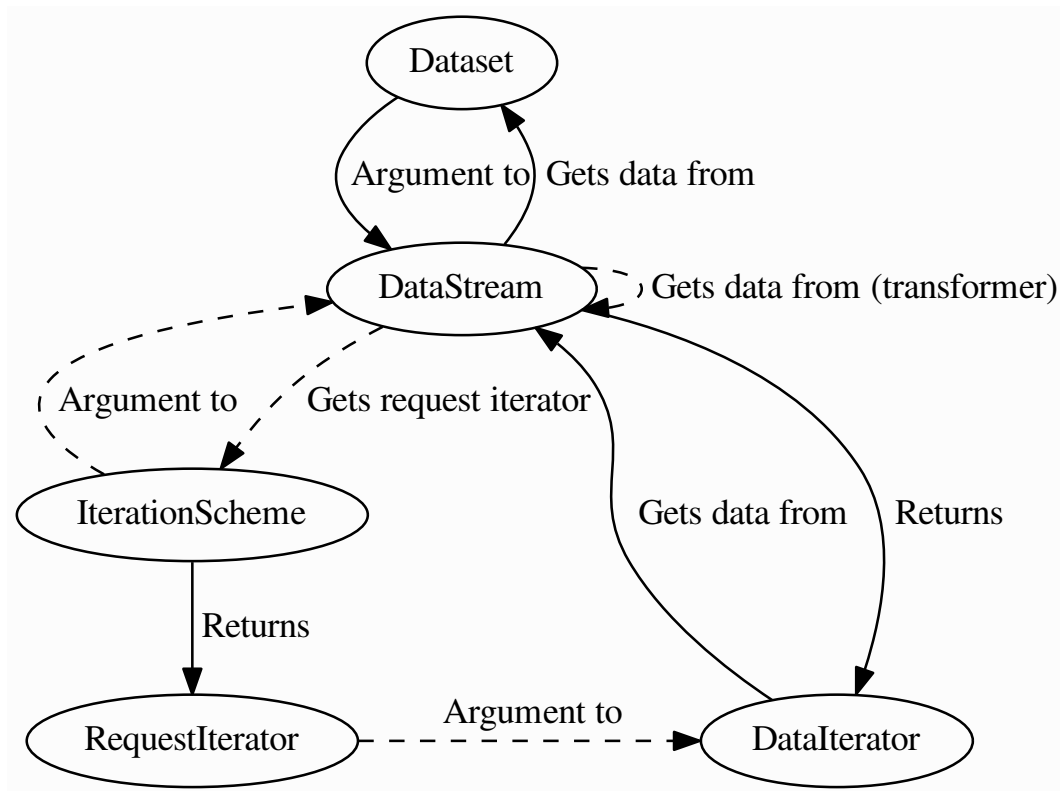 Dataset
Argument to
Gets data from
DataStream
Gets data from (transformer)
Argument to
Gets request iterator
IterationScheme
Gets data from
Returns
Returns
Argument to
RequestIterator
DataIterator